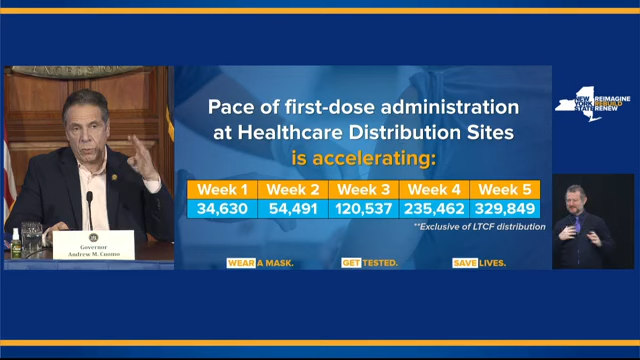 Pace of first-dose administration
at Healthcare Distribution Sites
is accelerating:
Week 1 Week 2 Week 3 Week 4 Week 5
34,630 54,491 120,537 235,462 329,849
**Exclusive of LTCF distribution
WEAR A MASK. GET TESTED. SAVE LIVES.
Governor
Andrew M. Cuomo
NEW YORK STATE
REIMAGINE
REBUILD
RENEW